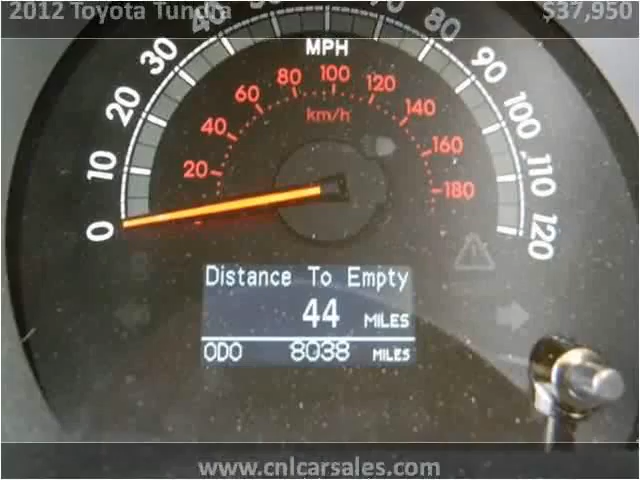 2012 Toyota Tundra $37,950
MPH
0 10 20 30 40 50 60 70 80 90 100 110 120
20 40 60 80 100 120 140 160 180
km/h
Distance To Empty
44 MILES
ODO 8038 MILES
www.cnlcarsales.com